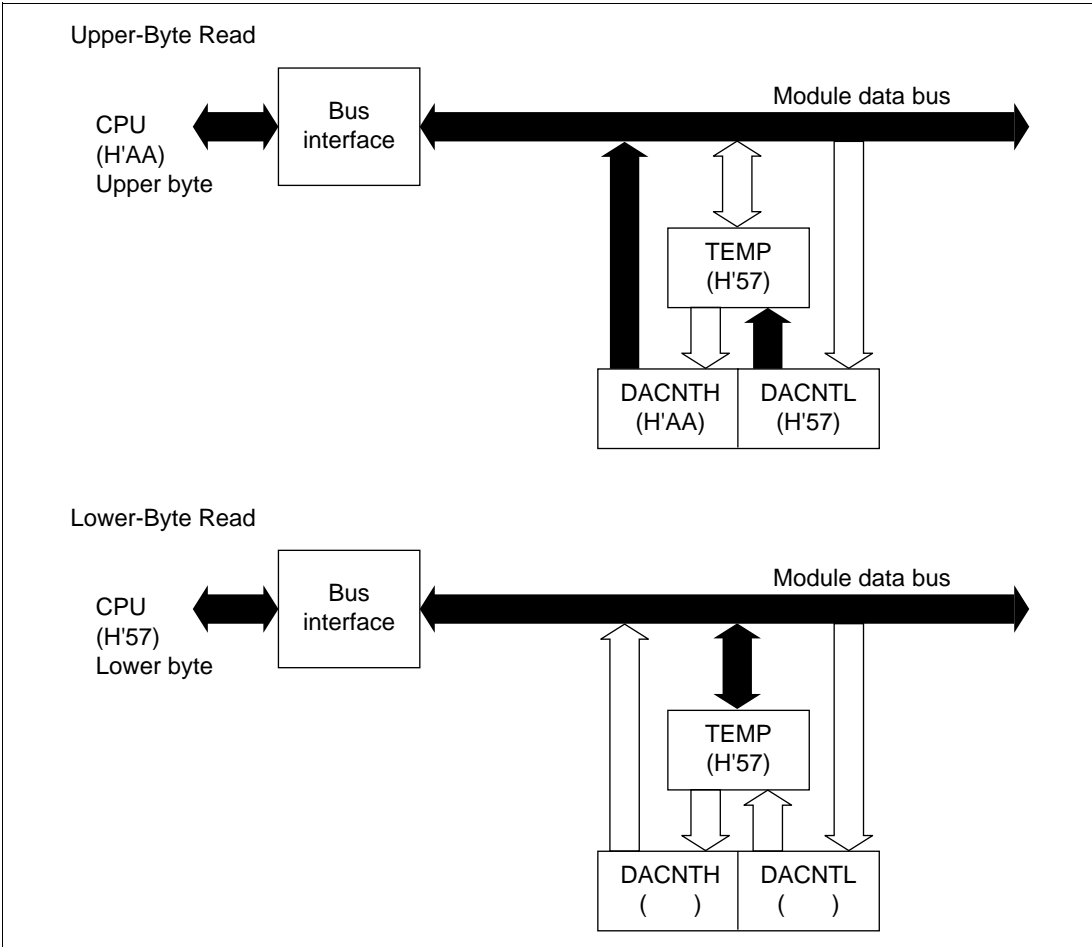 Upper-Byte Read
CPU
(H'AA)
Upper byte
Bus
interface
Module data bus
TEMP
(H'57)
DACNTH
(H'AA)
DACNTL
(H'57)
Lower-Byte Read
CPU
(H'57)
Lower byte
Bus
interface
Module data bus
TEMP
(H'57)
DACNTH
(      )
DACNTL
(      )